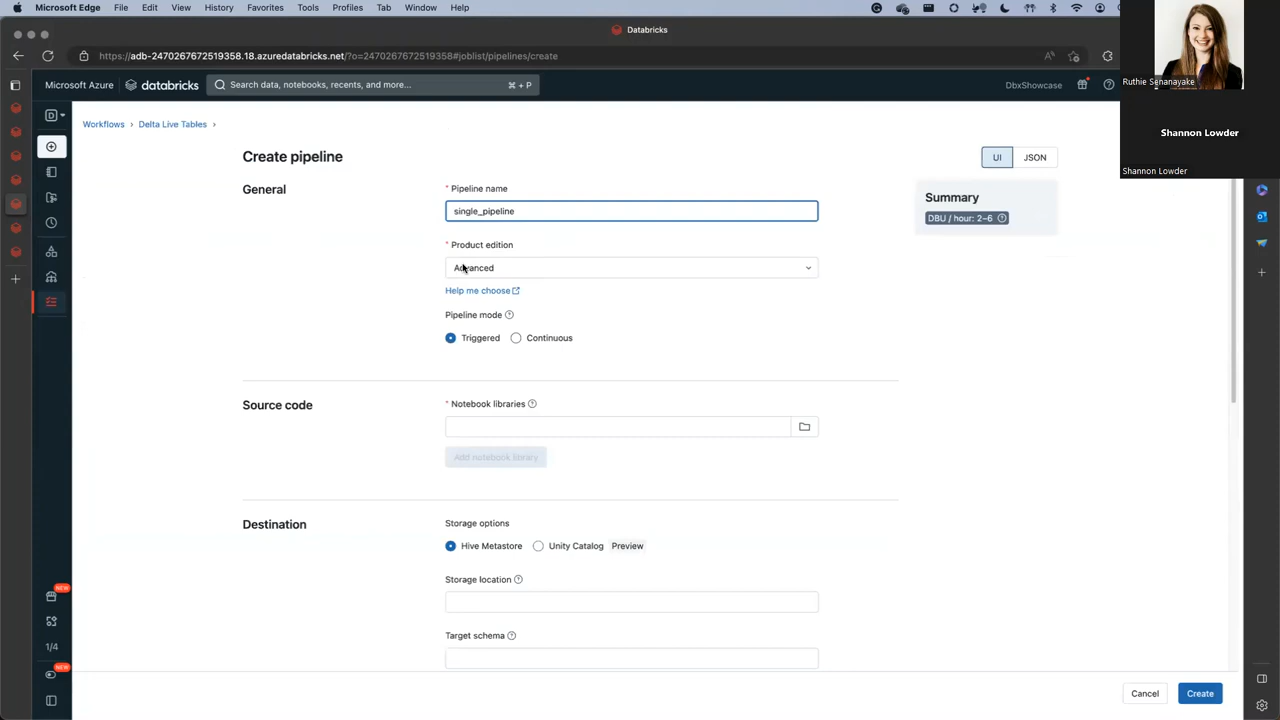 Microsoft Edge File Edit View History Favorites Profiles Tools Profiles Tab Window Help
Databricks
https://adb-2470267672519358.18.azuredatabricks.net/?o=2470267672519358#joblist/pipelines/create
Microsoft Azure databricks Search data, notebooks, recents, and more... ⌘ + P DbxShowcase
Ruthie Senanayake
Shannon Lowder
Shannon Lowder
D
Workflows › Delta Live Tables ›
Create pipeline
UI JSON
General
* Pipeline name
single_pipeline
Summary
DBU / hour: 2–6
* Product edition
Advanced
Help me choose
Pipeline mode
Triggered Continuous
Source code
* Notebook libraries
Add notebook library
Destination
Storage options
Hive Metastore Unity Catalog Preview
Storage location
NEW
Target schema
1/4
NEW
Cancel Create